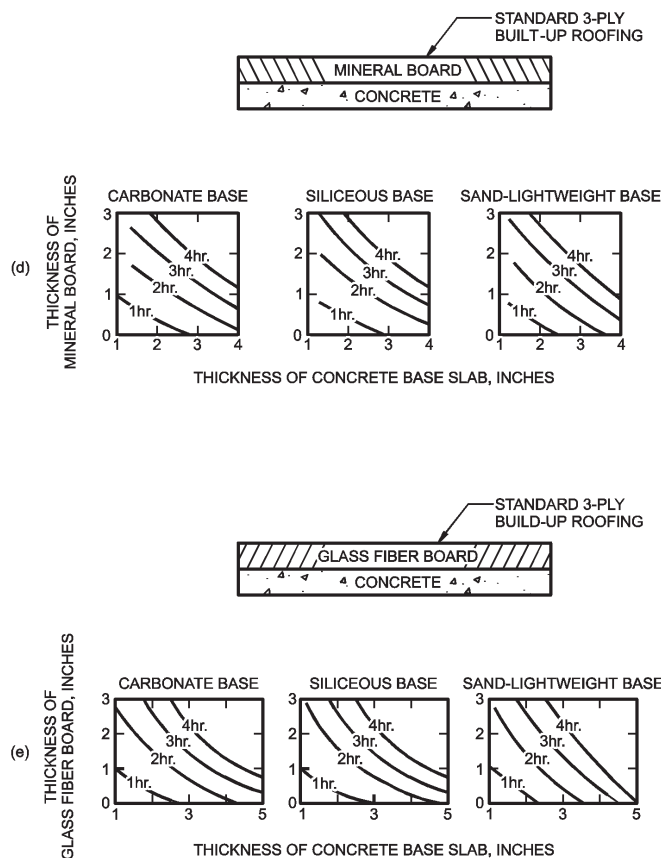 STANDARD 3-PLY
BUILT-UP ROOFING
MINERAL BOARD
CONCRETE
(d)
THICKNESS OF
MINERAL BOARD, INCHES
CARBONATE BASE
3
2
1
0
4hr.
3hr.
2hr.
1hr.
1 2 3 4
SILICEOUS BASE
3
2
1
0
4hr.
3hr.
2hr.
1hr.
1 2 3 4
SAND-LIGHTWEIGHT BASE
3
2
1
0
4hr.
3hr.
2hr.
1hr.
1 2 3 4
THICKNESS OF CONCRETE BASE SLAB, INCHES
STANDARD 3-PLY
BUILD-UP ROOFING
GLASS FIBER BOARD
CONCRETE
(e)
THICKNESS OF
GLASS FIBER BOARD, INCHES
CARBONATE BASE
3
2
1
0
4hr.
3hr.
2hr.
1hr.
1 3 5
SILICEOUS BASE
3
2
1
0
4hr.
3hr.
2hr.
1hr.
1 3 5
SAND-LIGHTWEIGHT BASE
3
2
1
0
4hr.
3hr.
2hr.
1hr.
1 3 5
THICKNESS OF CONCRETE BASE SLAB, INCHES